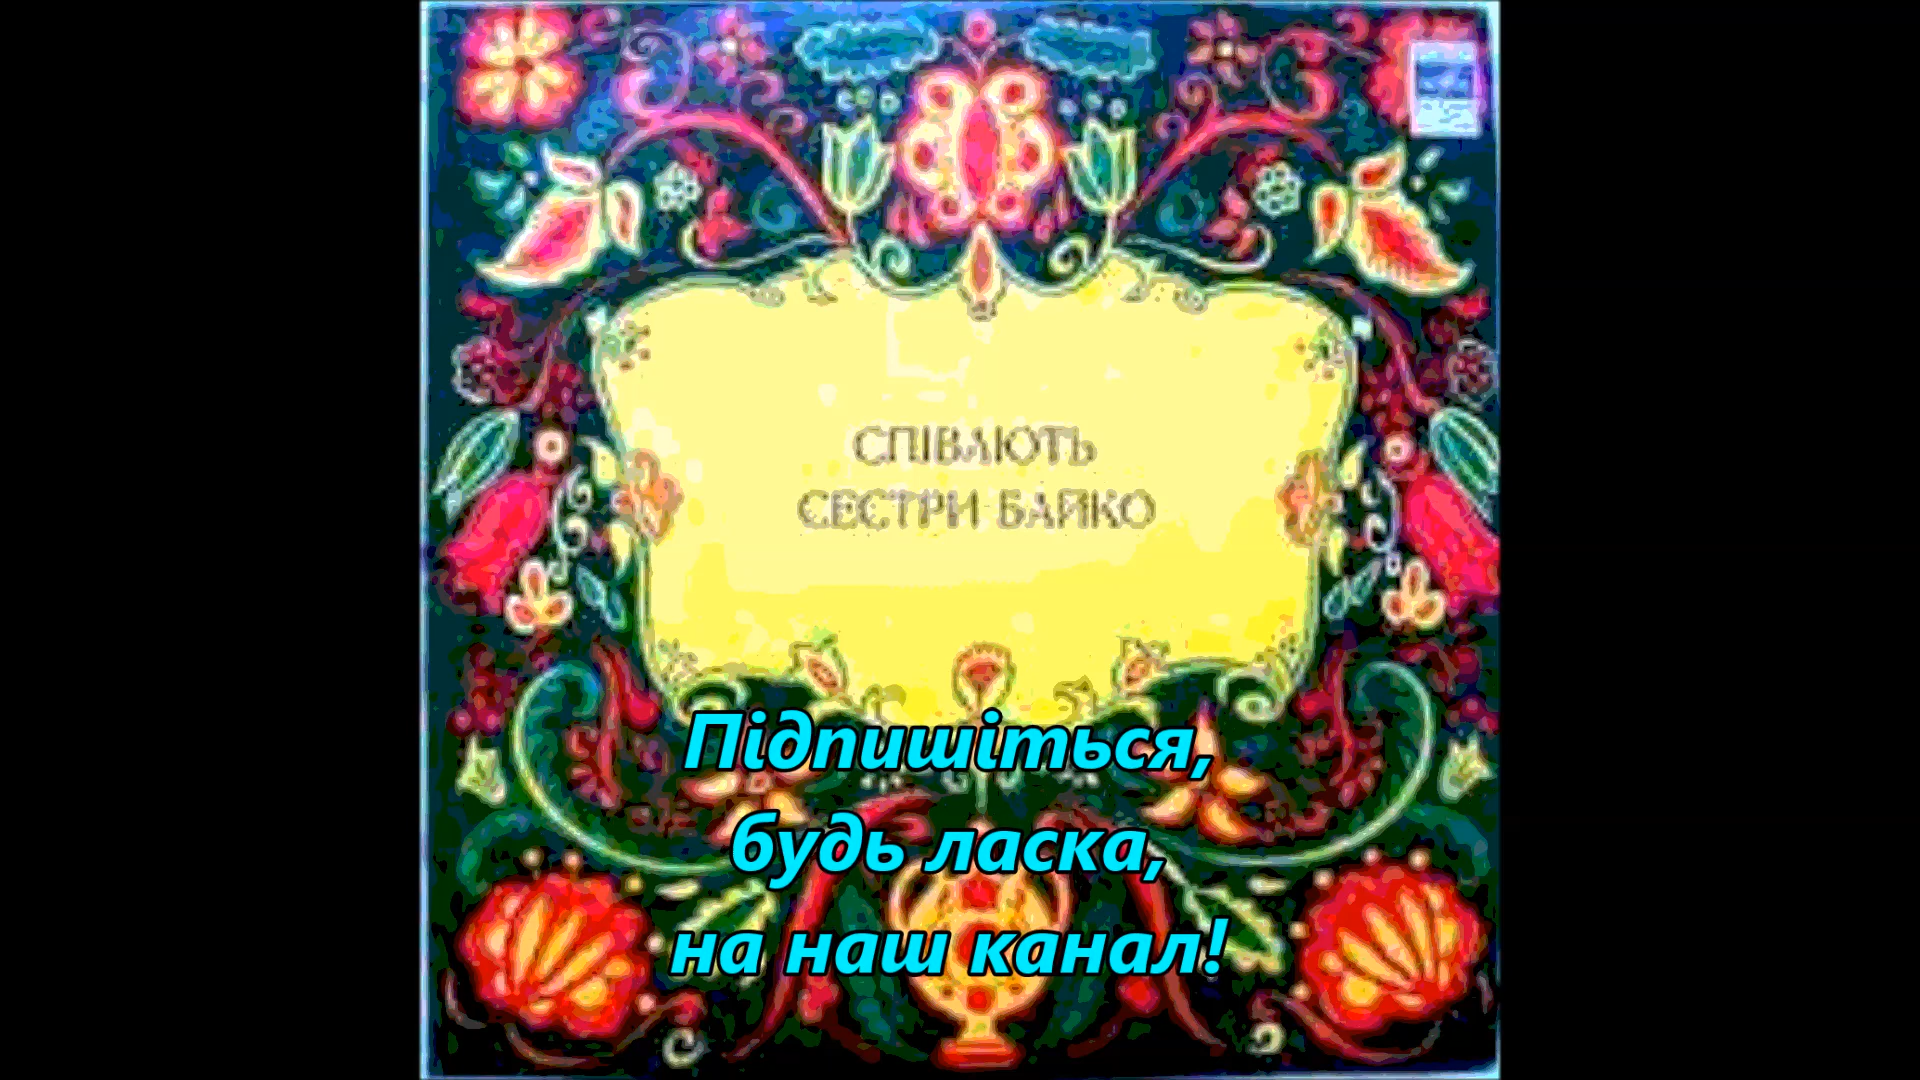 СПІВАЮТЬ
СЕСТРИ БАЙКО
Підпишіться,
будь ласка,
на наш канал!